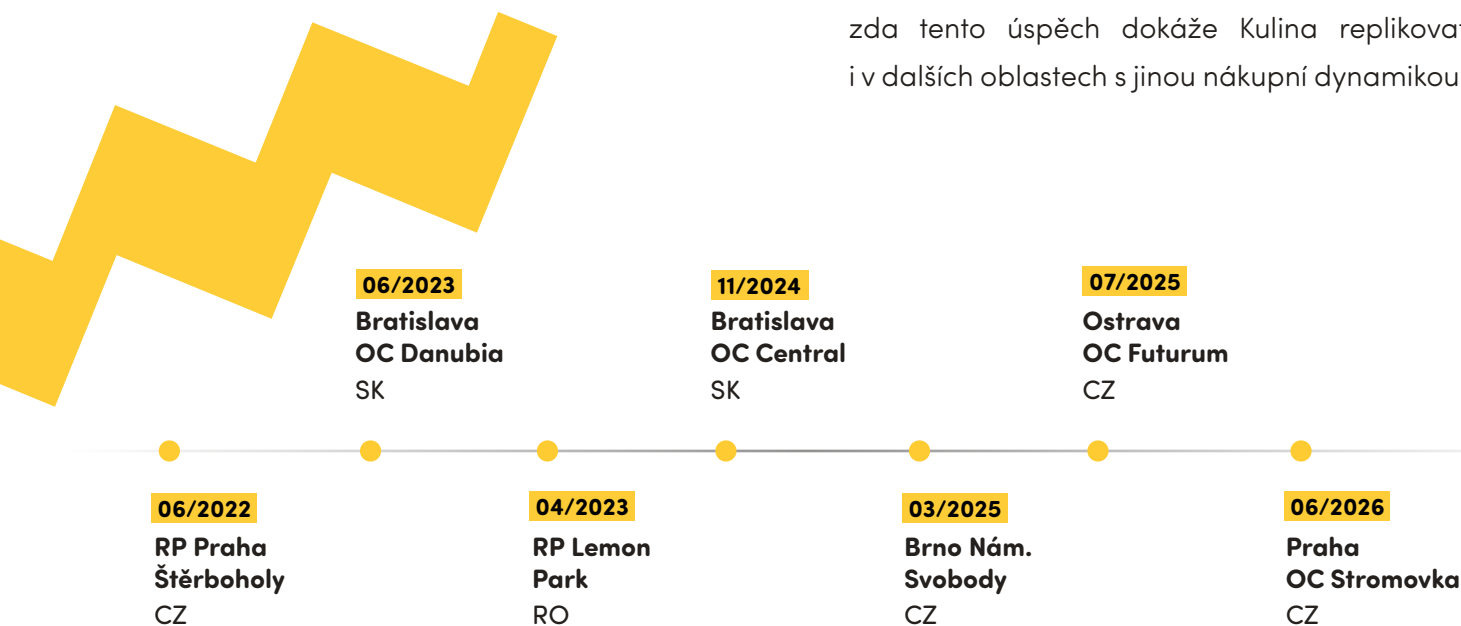 zda tento úspěch dokáže Kulina replikovat
i v dalších oblastech s jinou nákupní dynamikou
06/2022
RP Praha
Štěrboholy
CZ
06/2023
Bratislava
OC Danubia
SK
04/2023
RP Lemon
Park
RO
11/2024
Bratislava
OC Central
SK
03/2025
Brno Nám.
Svobody
CZ
07/2025
Ostrava
OC Futurum
CZ
06/2026
Praha
OC Stromovka
CZ